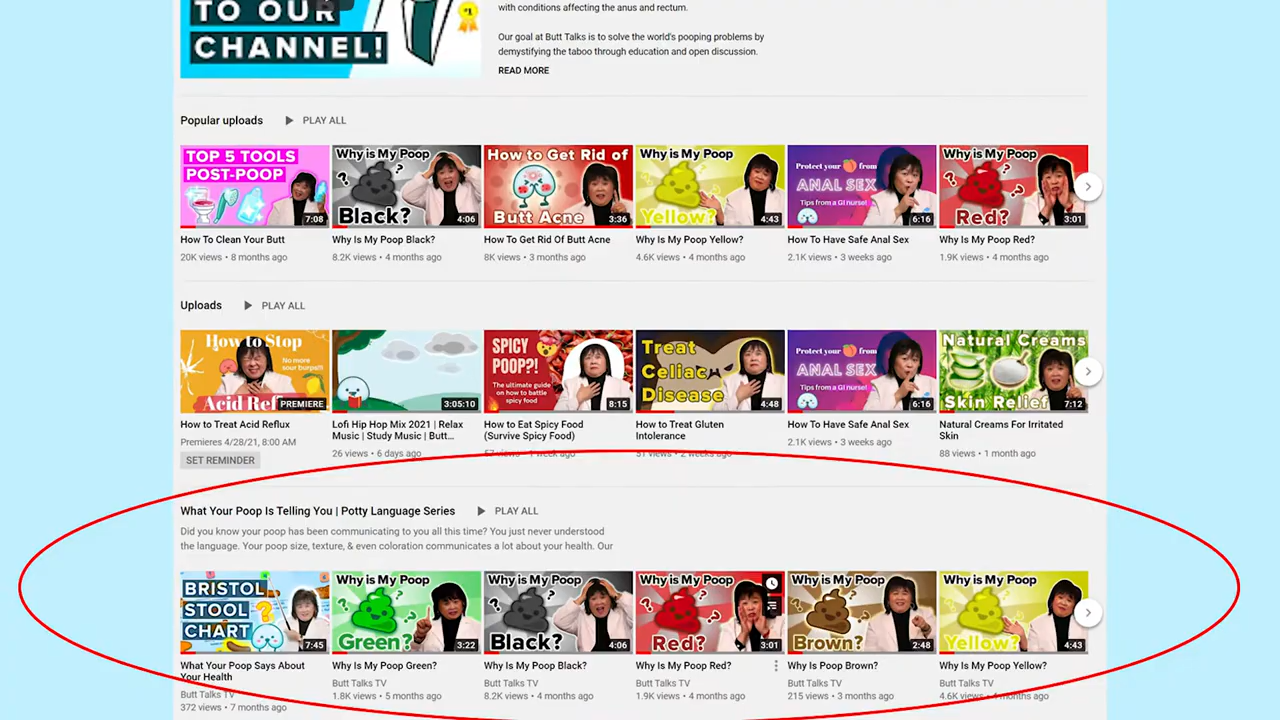 TO OUR
CHANNEL!
#1
with conditions affecting the anus and rectum.
Our goal at Butt Talks is to solve the world's pooping problems by
demystifying the taboo through education and open discussion.
READ MORE
Popular uploads PLAY ALL
TOP 5 TOOLS
POST-POOP
7:08
Why is My Poop
Black?
4:06
How to Get Rid of
Butt Acne
3:36
Why is My Poop
Yellow?
4:43
Protect your 🍑 from
ANAL SEX
Tips from a GI nurse!
6:16
Why is My Poop
Red?
3:01
How To Clean Your Butt
20K views • 8 months ago
Why Is My Poop Black?
8.2K views • 4 months ago
How To Get Rid Of Butt Acne
8K views • 3 months ago
Why Is My Poop Yellow?
4.6K views • 4 months ago
How To Have Safe Anal Sex
2.1K views • 3 weeks ago
Why Is My Poop Red?
1.9K views • 4 months ago
Uploads PLAY ALL
How to Stop
No more
sour burps!!!
PREMIERE
3:05:10
SPICY
POOP?!
The ultimate guide
on how to battle
spicy food
8:15
Treat
Celiac
Disease
4:48
Protect your 🍑 from
ANAL SEX
Tips from a GI nurse!
6:16
Natural Creams
Skin Relief
7:12
How to Treat Acid Reflux
Premieres 4/28/21, 8:00 AM
SET REMINDER
Lofi Hip Hop Mix 2021 | Relax
Music | Study Music | Butt...
26 views • 6 days ago
How to Eat Spicy Food
(Survive Spicy Food)
57 views • 1 week ago
How to Treat Gluten
Intolerance
51 views • 2 weeks ago
How To Have Safe Anal Sex
2.1K views • 3 weeks ago
Natural Creams For Irritated
Skin
88 views • 1 month ago
What Your Poop Is Telling You | Potty Language Series PLAY ALL
Did you know your poop has been communicating to you all this time? You just never understood
the language. Your poop size, texture, & even coloration communicates a lot about your health. Our
BRISTOL
STOOL
CHART
7:45
Why is My Poop
Green?
3:22
Why is My Poop
Black?
4:06
Why is My Poop
Red?
3:01
Why is My Poop
Brown?
2:48
Why is My Poop
Yellow?
4:43
What Your Poop Says About
Your Health
Butt Talks TV
372 views • 7 months ago
Why Is My Poop Green?
Butt Talks TV
1.8K views • 5 months ago
Why Is My Poop Black?
Butt Talks TV
8.2K views • 4 months ago
Why Is My Poop Red?
Butt Talks TV
1.9K views • 4 months ago
Why Is Poop Brown?
Butt Talks TV
215 views • 3 months ago
Why Is My Poop Yellow?
Butt Talks TV
4.6K views • 4 months ago